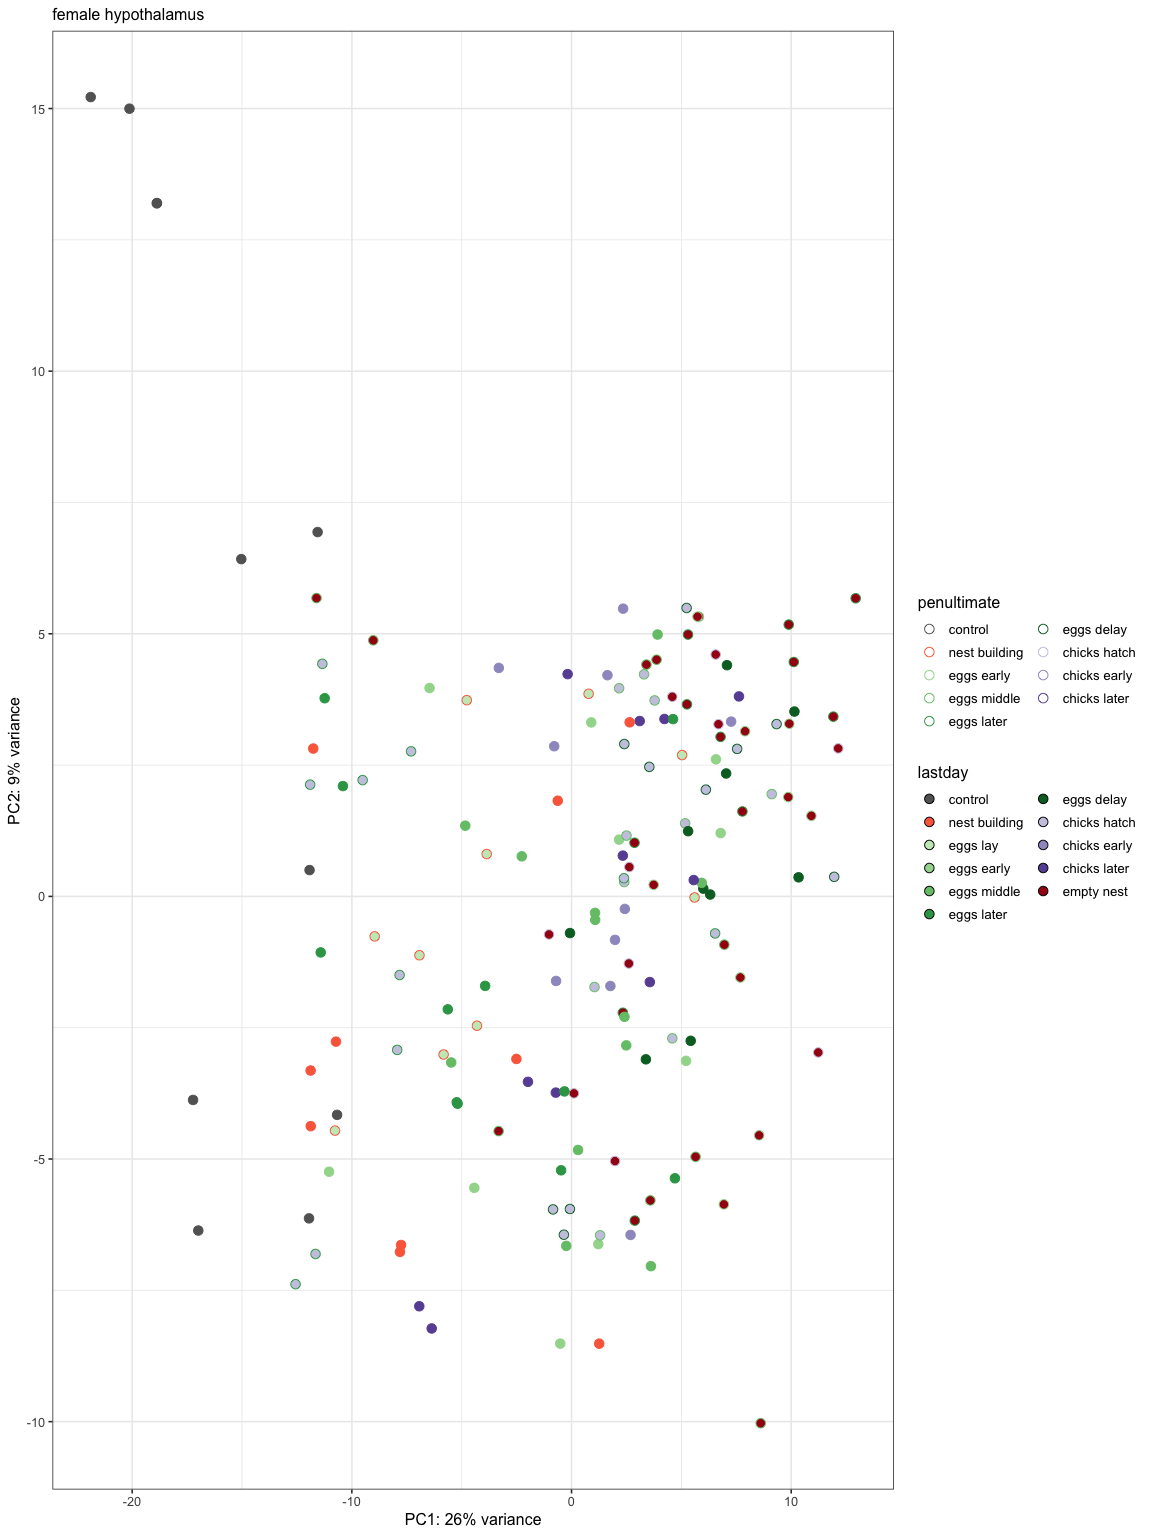 female hypothalamus
15
10
5
0
-5
-10
PC2: 9% variance
-20
-10
0
10
PC1: 26% variance
penultimate
control
nest building
eggs early
eggs middle
eggs later
eggs delay
chicks hatch
chicks early
chicks later
lastday
control
nest building
eggs lay
eggs early
eggs middle
eggs later
eggs delay
chicks hatch
chicks early
chicks later
empty nest